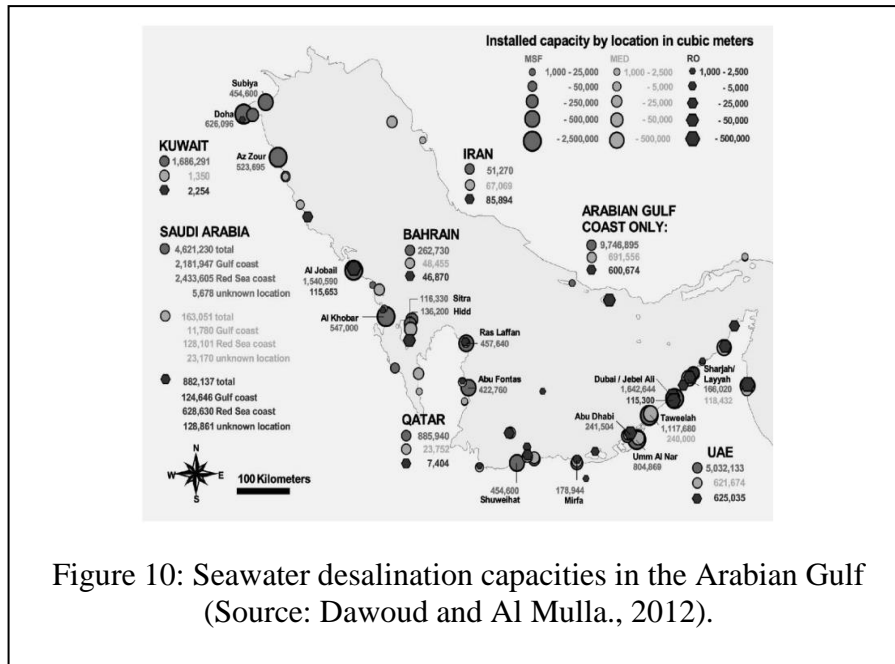 Installed capacity by location in cubic meters
MSF MED RO
1,000 - 25,000 1,000 - 2,500 1,000 - 2,500
- 50,000 - 5,000 - 5,000
- 250,000 - 25,000 - 25,000
- 500,000 - 50,000 - 50,000
- 2,500,000 - 500,000 - 500,000
Subiya
454,600
Doha
626,096
KUWAIT
1,686,291
1,350
2,254
Az Zour
523,695
IRAN
51,270
67,069
85,894
ARABIAN GULF
COAST ONLY:
9,746,895
691,556
600,674
SAUDI ARABIA
4,621,230 total
2,181,947 Gulf coast
2,433,605 Red Sea coast
5,678 unknown location
163,051 total
11,780 Gulf coast
128,101 Red Sea coast
23,170 unknown location
882,137 total
124,646 Gulf coast
628,630 Red Sea coast
128,861 unknown location
BAHRAIN
262,730
48,455
46,870
Al Jobail
1,540,590
115,653
116,330 Sitra
136,200 Hidd
Al Khobar
547,000
Ras Laffan
457,640
Abu Fontas
422,760
QATAR
885,940
23,752
7,404
Dubai / Jebel Ali
1,642,644
115,300
Sharjah/
Layyah
166,020
118,432
Abu Dhabi
241,504
Taweelah
1,117,680
240,000
Umm Al Nar
804,869
UAE
5,032,133
621,674
625,035
454,600
Shuweihat
178,944
Mirfa
N
W E
S
100 Kilometers
Figure 10: Seawater desalination capacities in the Arabian Gulf
(Source: Dawoud and Al Mulla., 2012).